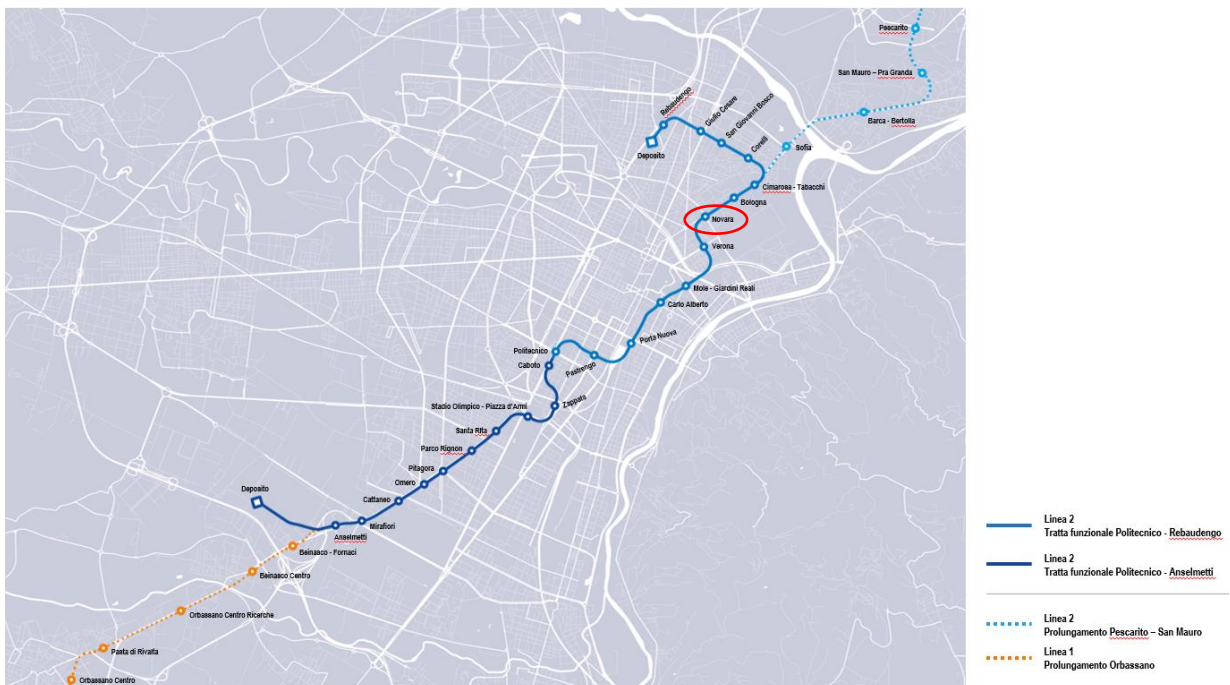 Pescarito
San Mauro – Pra Granda
Barca - Bertolla
Sofia
Rebaudengo
Giulio Cesare
San Giovanni Bosco
Corelli
Deposito
Cimarosa - Tabacchi
Bologna
Novara
Verona
Mole - Giardini Reali
Carlo Alberto
Porta Nuova
Politecnico
Pastrengo
Caboto
Zappata
Stadio Olimpico - Piazza d'Armi
Santa Rita
Parco Rignon
Pitagora
Omero
Cattaneo
Deposito
Mirafiori
Anselmetti
Beinasco - Fornaci
Beinasco Centro
Orbassano Centro Ricerche
Pasta di Rivalta
Orbassano Centro
Linea 2
Tratta funzionale Politecnico - Rebaudengo
Linea 2
Tratta funzionale Politecnico - Anselmetti
Linea 2
Prolungamento Pescarito – San Mauro
Linea 1
Prolungamento Orbassano